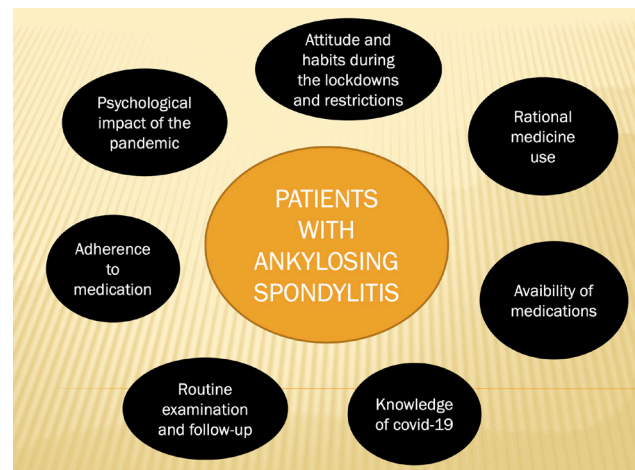 Attitude and
habits during
the lockdowns
and restrictions
Psychological
impact of the
pandemic
Rational
medicine
use
PATIENTS
WITH
ANKYLOSING
SPONDYLITIS
Adherence
to
medication
Avaibility of
medications
Routine
examination
and follow-up
Knowledge
of covid-19